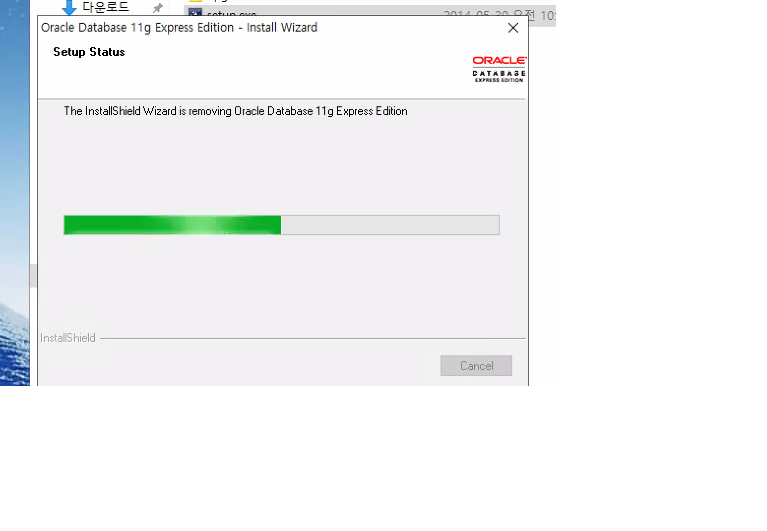 다운로드
setup.exe 2014-05-30 오전 10:
Oracle Database 11g Express Edition - Install Wizard
Setup Status
ORACLE
DATABASE
EXPRESS EDITION
The InstallShield Wizard is removing Oracle Database 11g Express Edition
InstallShield
Cancel